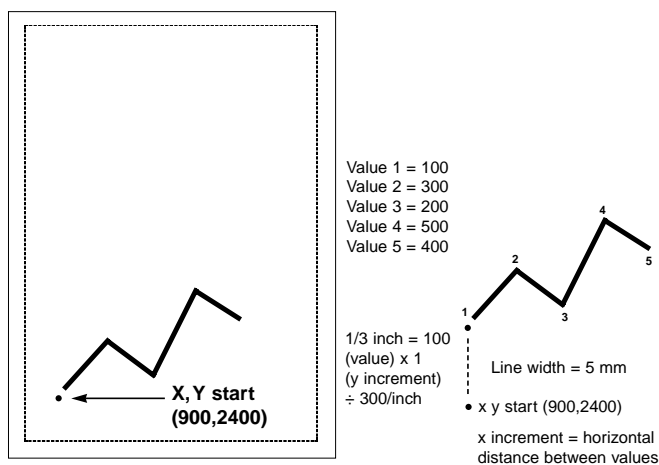 X, Y start
(900,2400)
Value 1 = 100
Value 2 = 300
Value 3 = 200
Value 4 = 500
Value 5 = 400
1
2
3
4
5
1/3 inch = 100
(value) x 1
(y increment)
÷ 300/inch
Line width = 5 mm
x y start (900,2400)
x increment = horizontal
distance between values